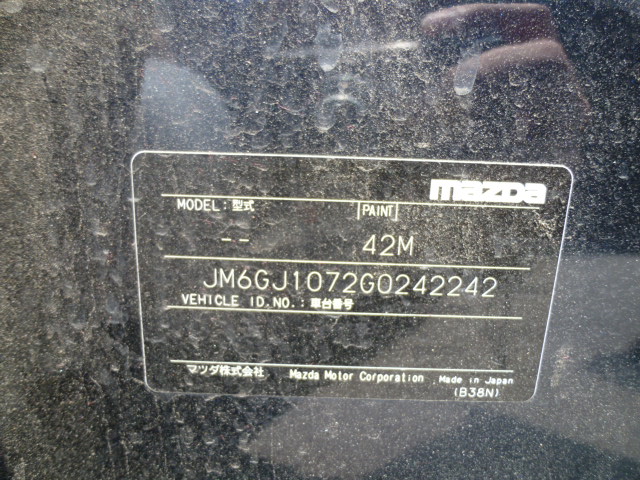 mazda
MODEL:型式 PAINT
-- 42M
JM6GJ1072G0242242
VEHICLE ID.NO.:車台番号
マツダ株式会社 Mazda Motor Corporation Made in Japan
(B38N)